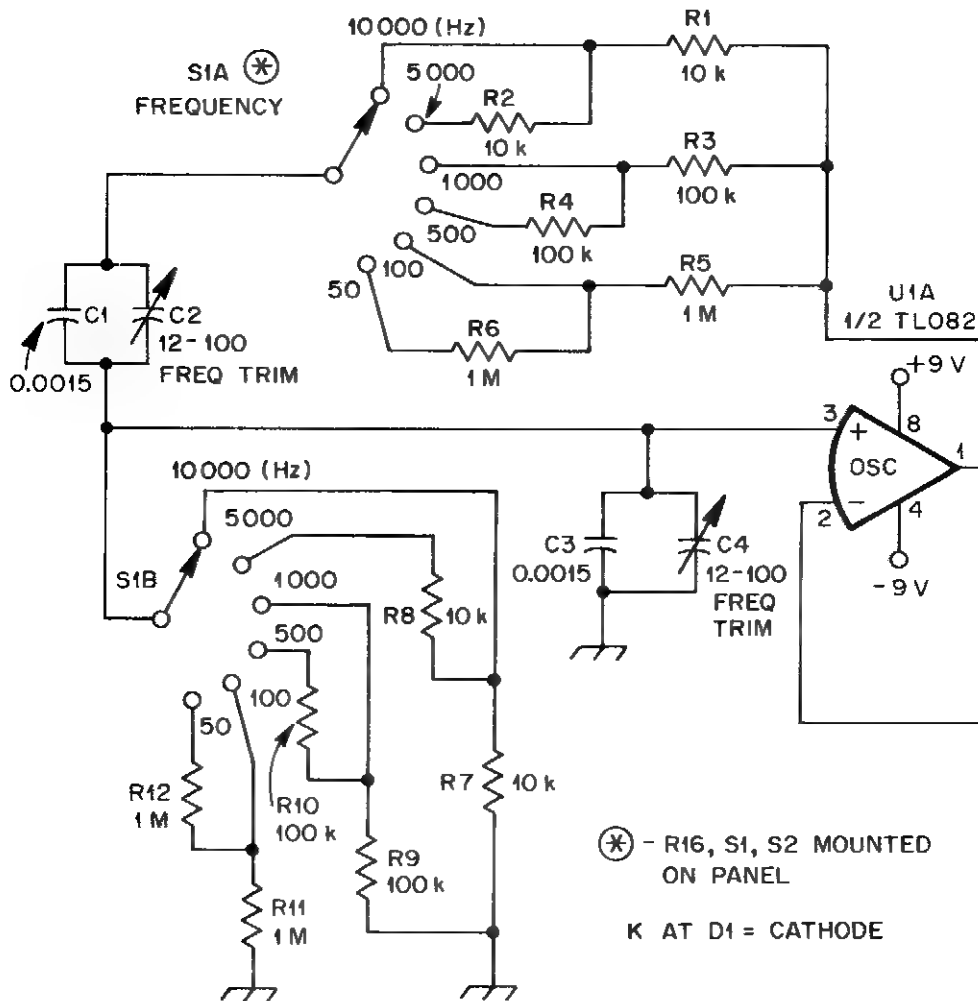 10000 (Hz)
R1
10 k
S1A *
FREQUENCY
5000
R2
10 k
R3
100 k
1000
R4
100 k
500
100
50
R5
1 M
R6
1 M
U1A
1/2 TL082
C1
C2
0.0015
12-100
FREQ TRIM
+9 V
3
+
8
OSC
1
2
−
4
-9 V
10000 (Hz)
5000
S1B
1000
500
100
50
R8
10 k
C3
0.0015
C4
12-100
FREQ
TRIM
R12
1 M
R10
100 k
R7
10 k
R9
100 k
R11
1 M
* - R16, S1, S2 MOUNTED
ON PANEL
K AT D1 = CATHODE